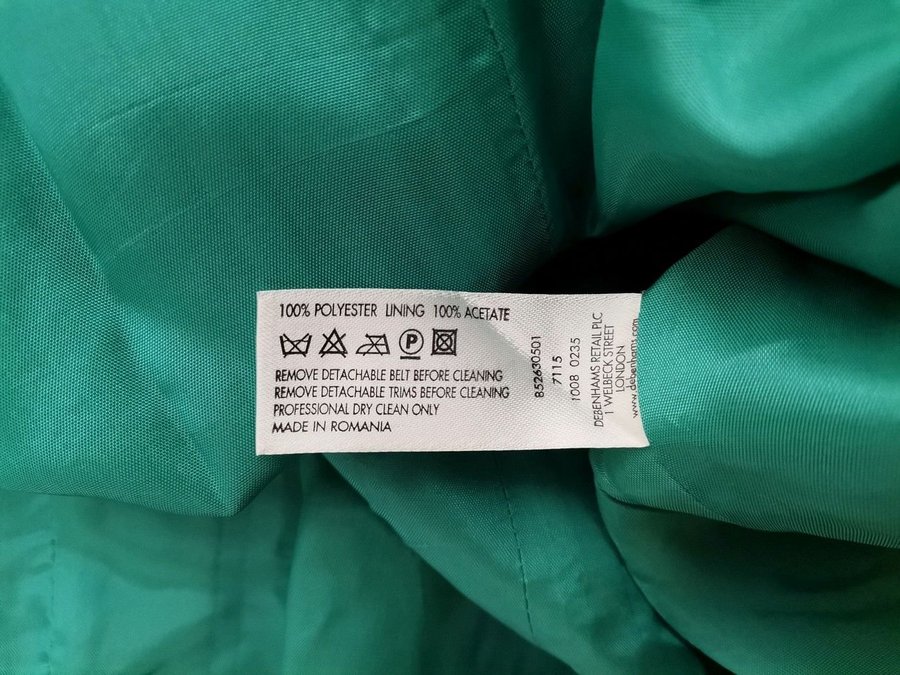 100% POLYESTER LINING 100% ACETATE
P
REMOVE DETACHABLE BELT BEFORE CLEANING
REMOVE DETACHABLE TRIMS BEFORE CLEANING
PROFESSIONAL DRY CLEAN ONLY
MADE IN ROMANIA
852630501
7115
1008 0235
DEBENHAMS RETAIL PLC
1 WELBECK STREET
LONDON
www.debenhams.com